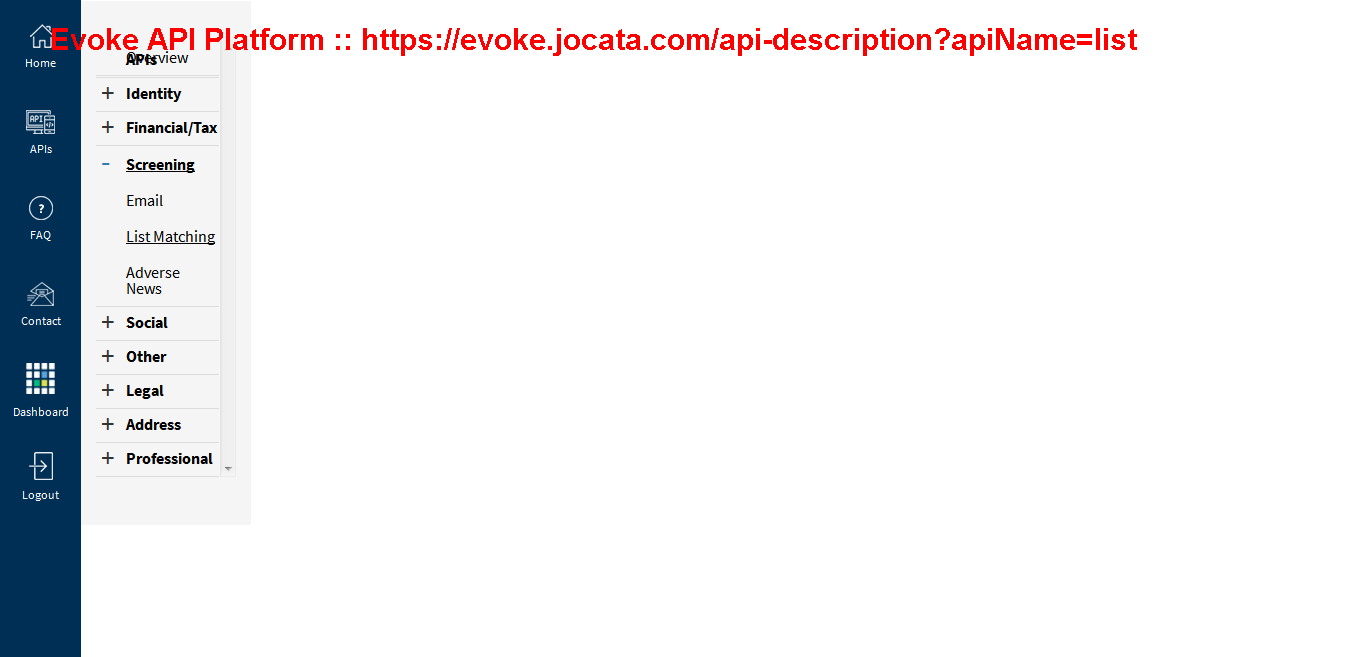 Evoke API Platform :: https://evoke.jocata.com/api-description?apiName=list
Home
API
APIs
?
FAQ
Contact
Dashboard
Logout
APIs
Overview
Identity
Financial/Tax
Screening
Email
List Matching
Adverse
News
Social
Other
Legal
Address
Professional